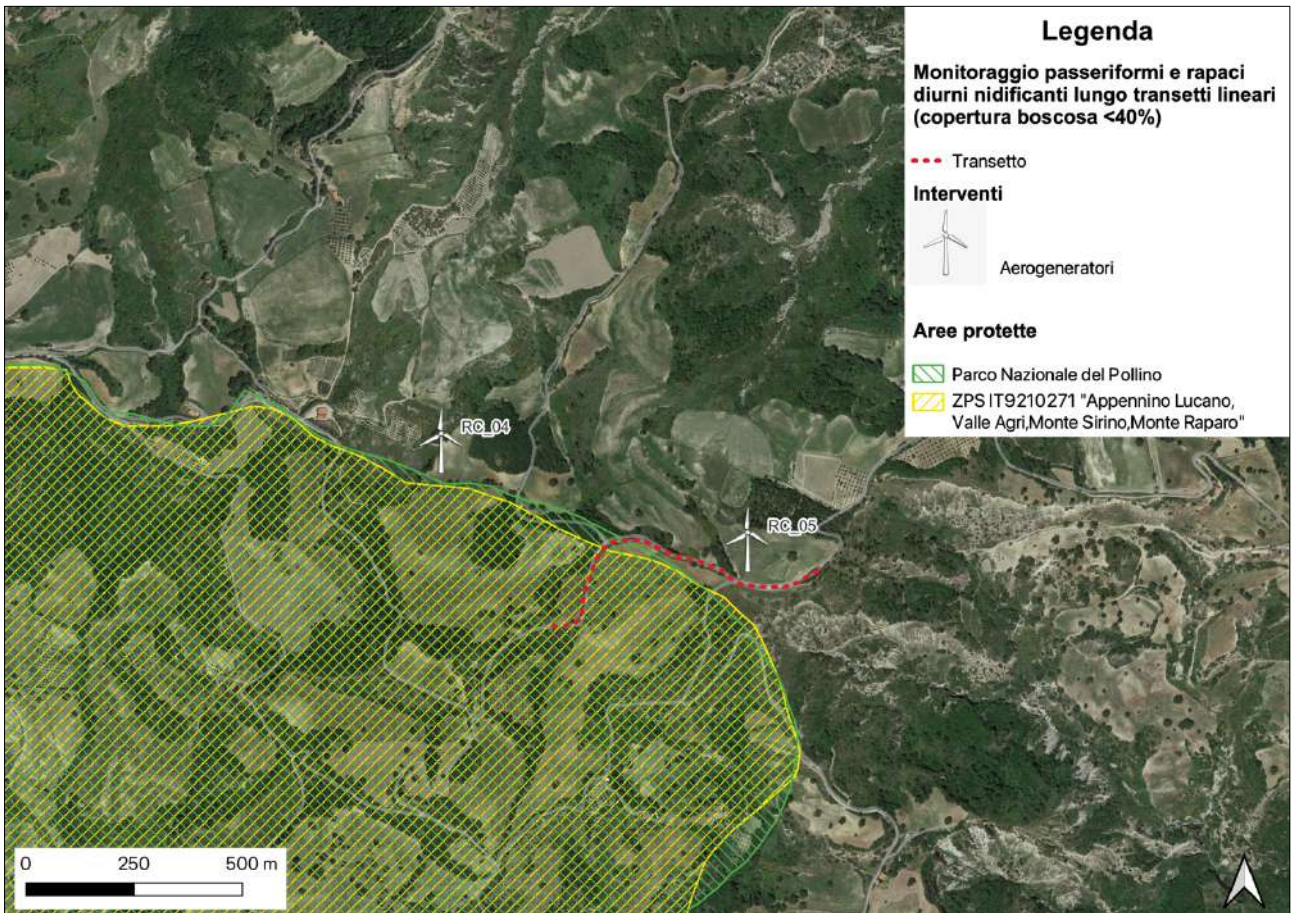 Legenda
Monitoraggio passeriformi e rapaci
diurni nidificanti lungo transetti lineari
(copertura boscosa <40%)
Transetto
Interventi
Aerogeneratori
Aree protette
Parco Nazionale del Pollino
ZPS IT9210271 "Appennino Lucano,
Valle Agri,Monte Sirino,Monte Raparo"
RC_04
RC_05
0 250 500 m